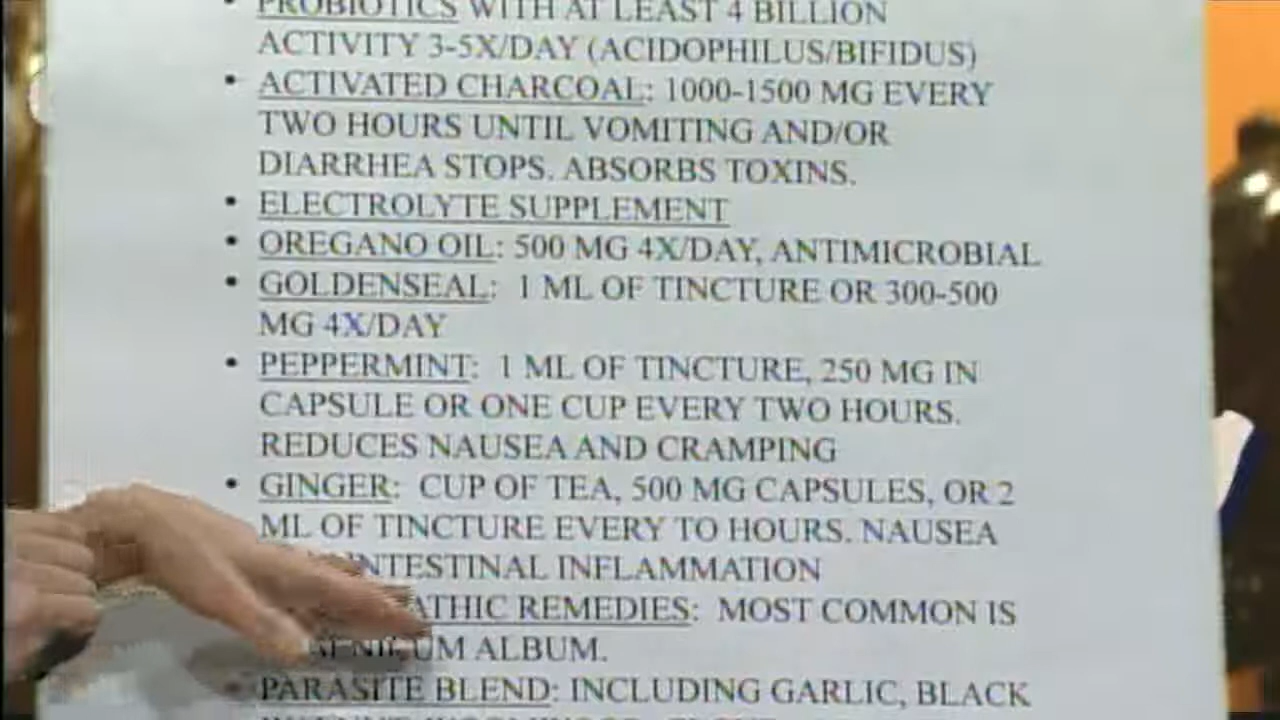 • PROBIOTICS WITH AT LEAST 4 BILLION
ACTIVITY 3-5X/DAY (ACIDOPHILUS/BIFIDUS)
• ACTIVATED CHARCOAL: 1000-1500 MG EVERY
TWO HOURS UNTIL VOMITING AND/OR
DIARRHEA STOPS. ABSORBS TOXINS.
• ELECTROLYTE SUPPLEMENT
• OREGANO OIL: 500 MG 4X/DAY, ANTIMICROBIAL
• GOLDENSEAL: 1 ML OF TINCTURE OR 300-500
MG 4X/DAY
• PEPPERMINT: 1 ML OF TINCTURE, 250 MG IN
CAPSULE OR ONE CUP EVERY TWO HOURS.
REDUCES NAUSEA AND CRAMPING
• GINGER: CUP OF TEA, 500 MG CAPSULES, OR 2
ML OF TINCTURE EVERY TO HOURS. NAUSEA
INTESTINAL INFLAMMATION
REMEDIES: MOST COMMON IS
ALBUM.
• PARASITE BLEND: INCLUDING GARLIC, BLACK